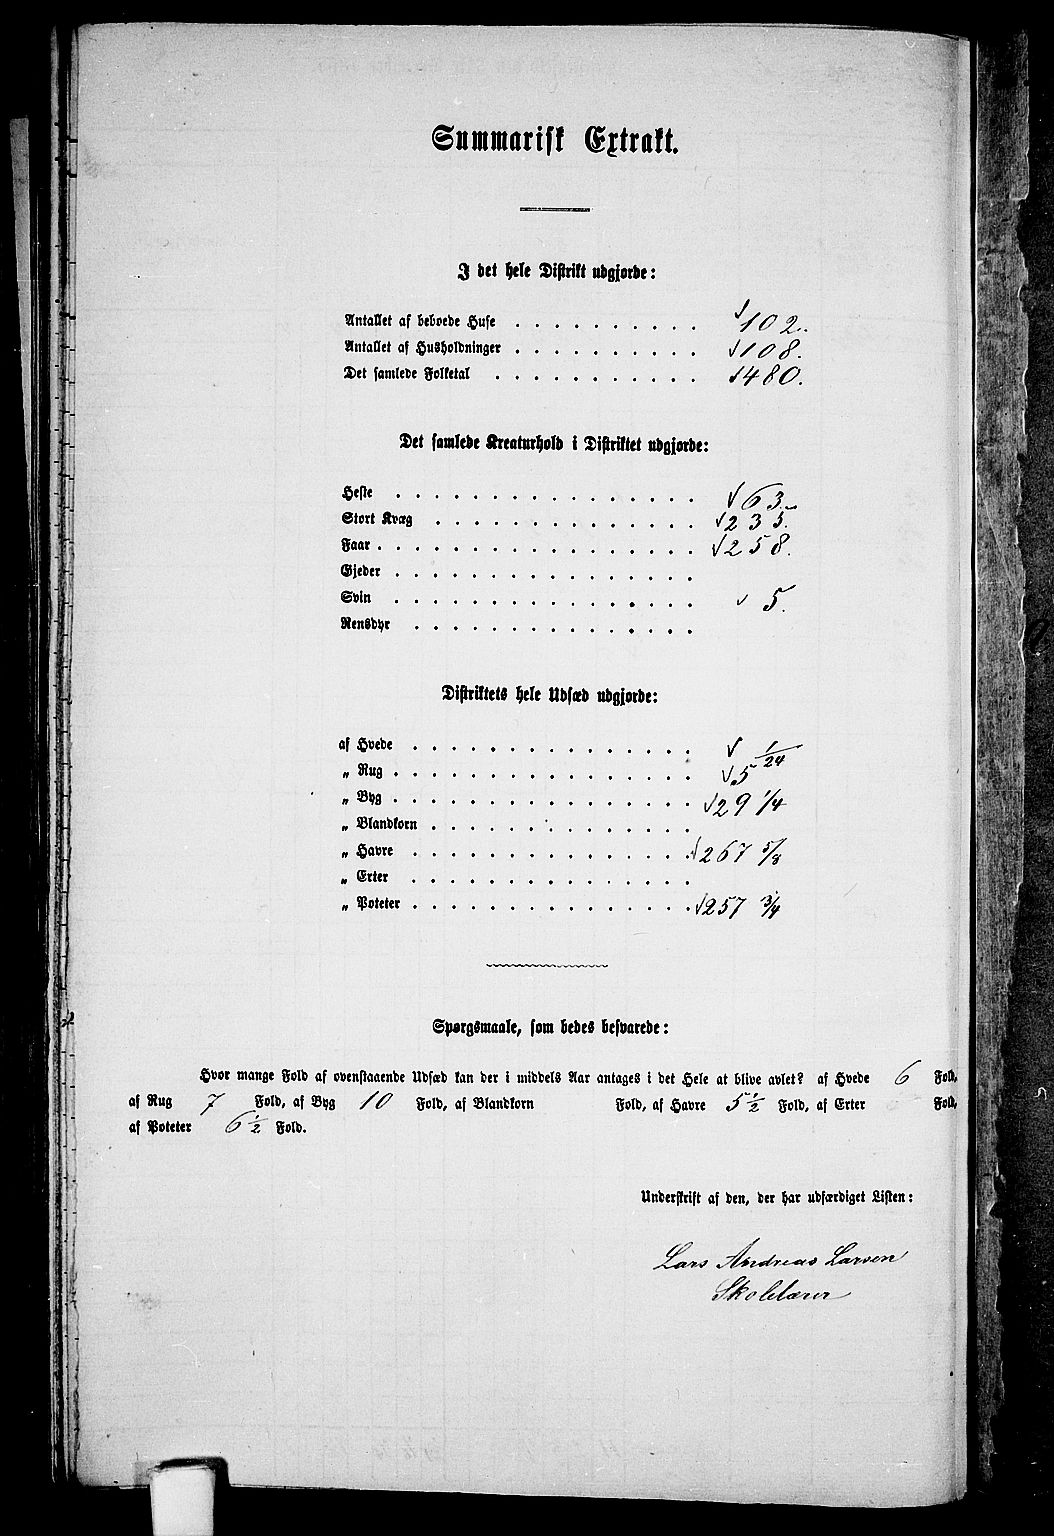 Summarisk Extrakt.
I det hele Distrikt udgjorde:
Antallet af beboede Huse . . . . . . . . . . 102.
Antallet af Husholdninger . . . . . . . . . . 108.
Det samlede Folketal . . . . . . . . . . . 480.
Det samlede Kreaturhold i Distriktet udgjorde:
Heste . . . . . . . . . . . . . . . . 63.
Stort Kvæg . . . . . . . . . . . . . . 235.
Faar . . . . . . . . . . . . . . . . . 258.
Gjeder . . . . . . . . . . . . . . . .
Svin . . . . . . . . . . . . . . . . 5.
Rensdyr . . . . . . . . . . . . . . .
Distriktets hele Udsæd udgjorde:
af Hvede . . . . . . . . . . . . . . . 1/24
„ Rug . . . . . . . . . . . . . . . . 5
„ Byg . . . . . . . . . . . . . . . . 29 1/4
„ Blandkorn . . . . . . . . . . . . . .
„ Havre . . . . . . . . . . . . . . . 267 5/8
„ Erter . . . . . . . . . . . . . . .
„ Poteter . . . . . . . . . . . . . . . 257 3/4
Spørgsmaale, som bedes besvarede:
Hvor mange Fold af ovenstaaende Udsæd kan der i middels Aar antages i det Hele at blive avlet? af Hvede 6 Fold,
af Rug 7 Fold, af Byg 10 Fold, af Blandkorn Fold, af Havre 5 1/2 Fold, af Erter Fold,
af Poteter 6 1/2 Fold.
Underskrift af den, der har udfærdiget Listen:
Lars Andreas Larsen
Skolelærer